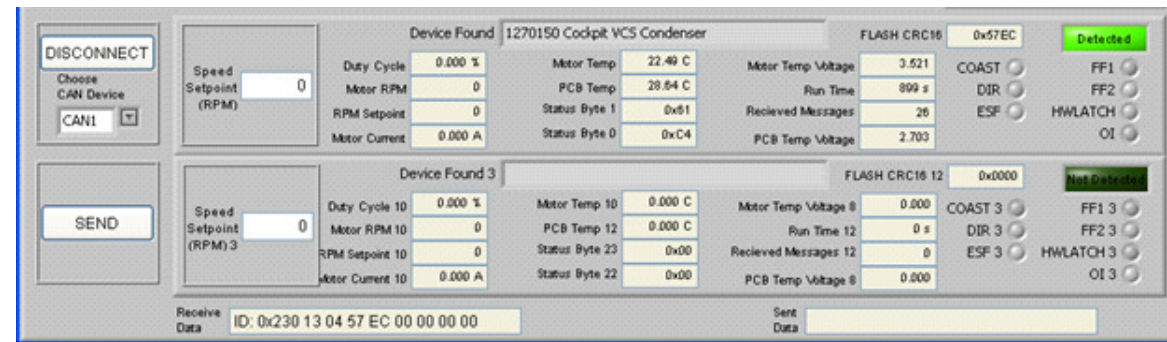 DISCONNECT
Choose
CAN Device
CAN1
Speed
Setpoint
(RPM)
0
Device Found 1270150 Cockpit VCS Condenser
FLASH CRC16 0x57EC
Detected
Duty Cycle 0.000 %
Motor RPM 0
RPM Setpoint 0
Motor Current 0.000 A
Motor Temp 22.49 C
PCB Temp 28.64 C
Status Byte 1 0x61
Status Byte 0 0xC4
Motor Temp Voltage 3.521
Run Time 899 s
Recieved Messages 26
PCB Temp Voltage 2.703
COAST
DIR
ESF
FF1
FF2
HWLATCH
OI
SEND
Speed
Setpoint
(RPM) 3
0
Device Found 3
FLASH CRC16 12 0x0000
Not Detected
Duty Cycle 10 0.000 %
Motor RPM 10 0
RPM Setpoint 10 0
Motor Current 10 0.000 A
Motor Temp 10 0.000 C
PCB Temp 12 0.000 C
Status Byte 23 0x00
Status Byte 22 0x00
Motor Temp Voltage 8 0.000
Run Time 12 0 s
Recieved Messages 12 0
PCB Temp Voltage 8 0.000
COAST 3
DIR 3
ESF 3
FF1 3
FF2 3
HWLATCH 3
OI 3
Receive
Data
ID: 0x230 13 04 57 EC 00 00 00 00
Sent
Data